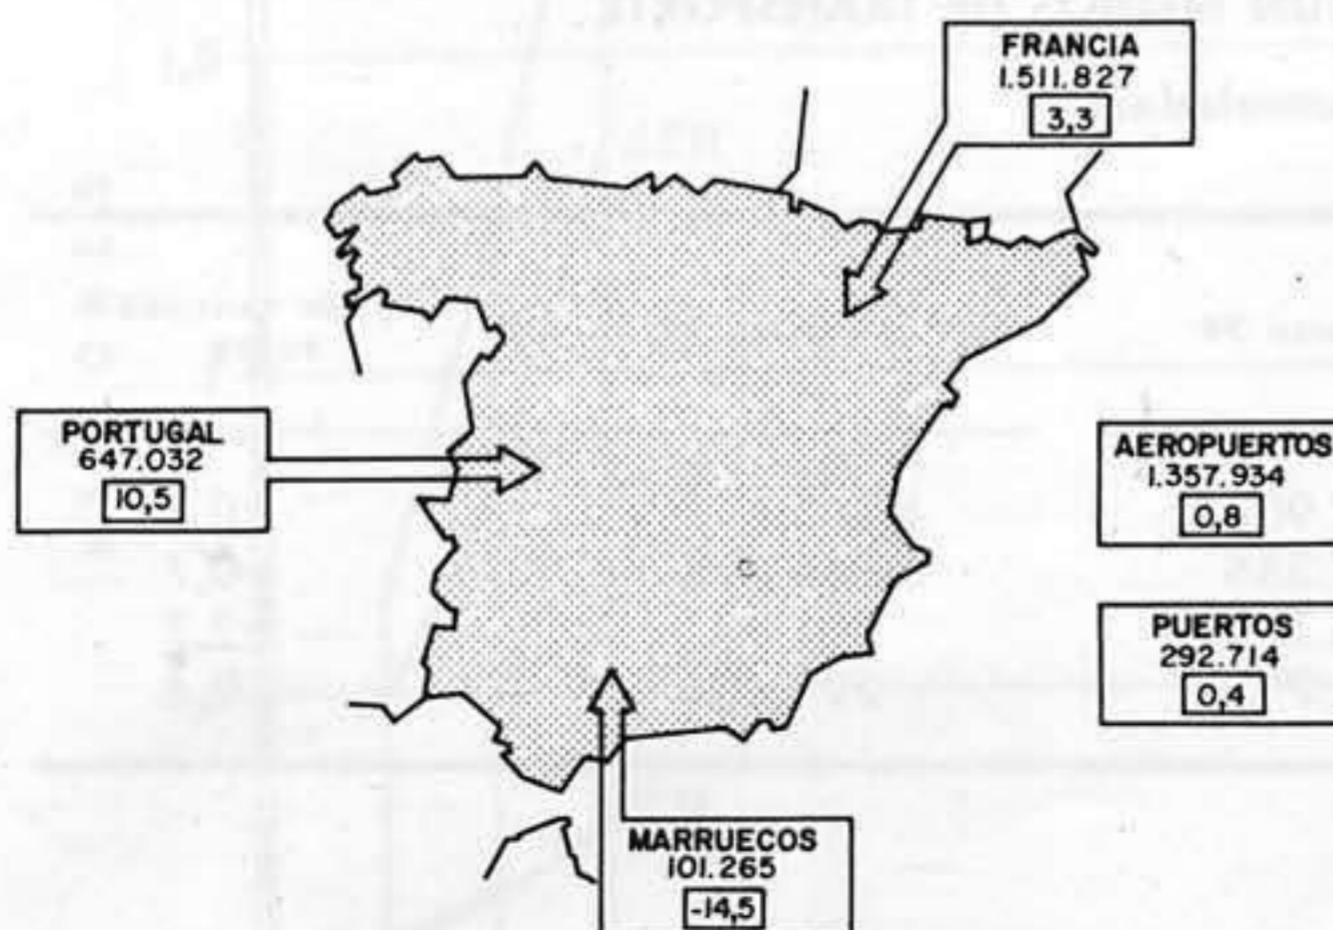 FRANCIA
1.511.827
3,3
PORTUGAL
647.032
10,5
AEROPUERTOS
1.357.934
0,8
PUERTOS
292.714
0,4
MARRUECOS
101.265
-14,5